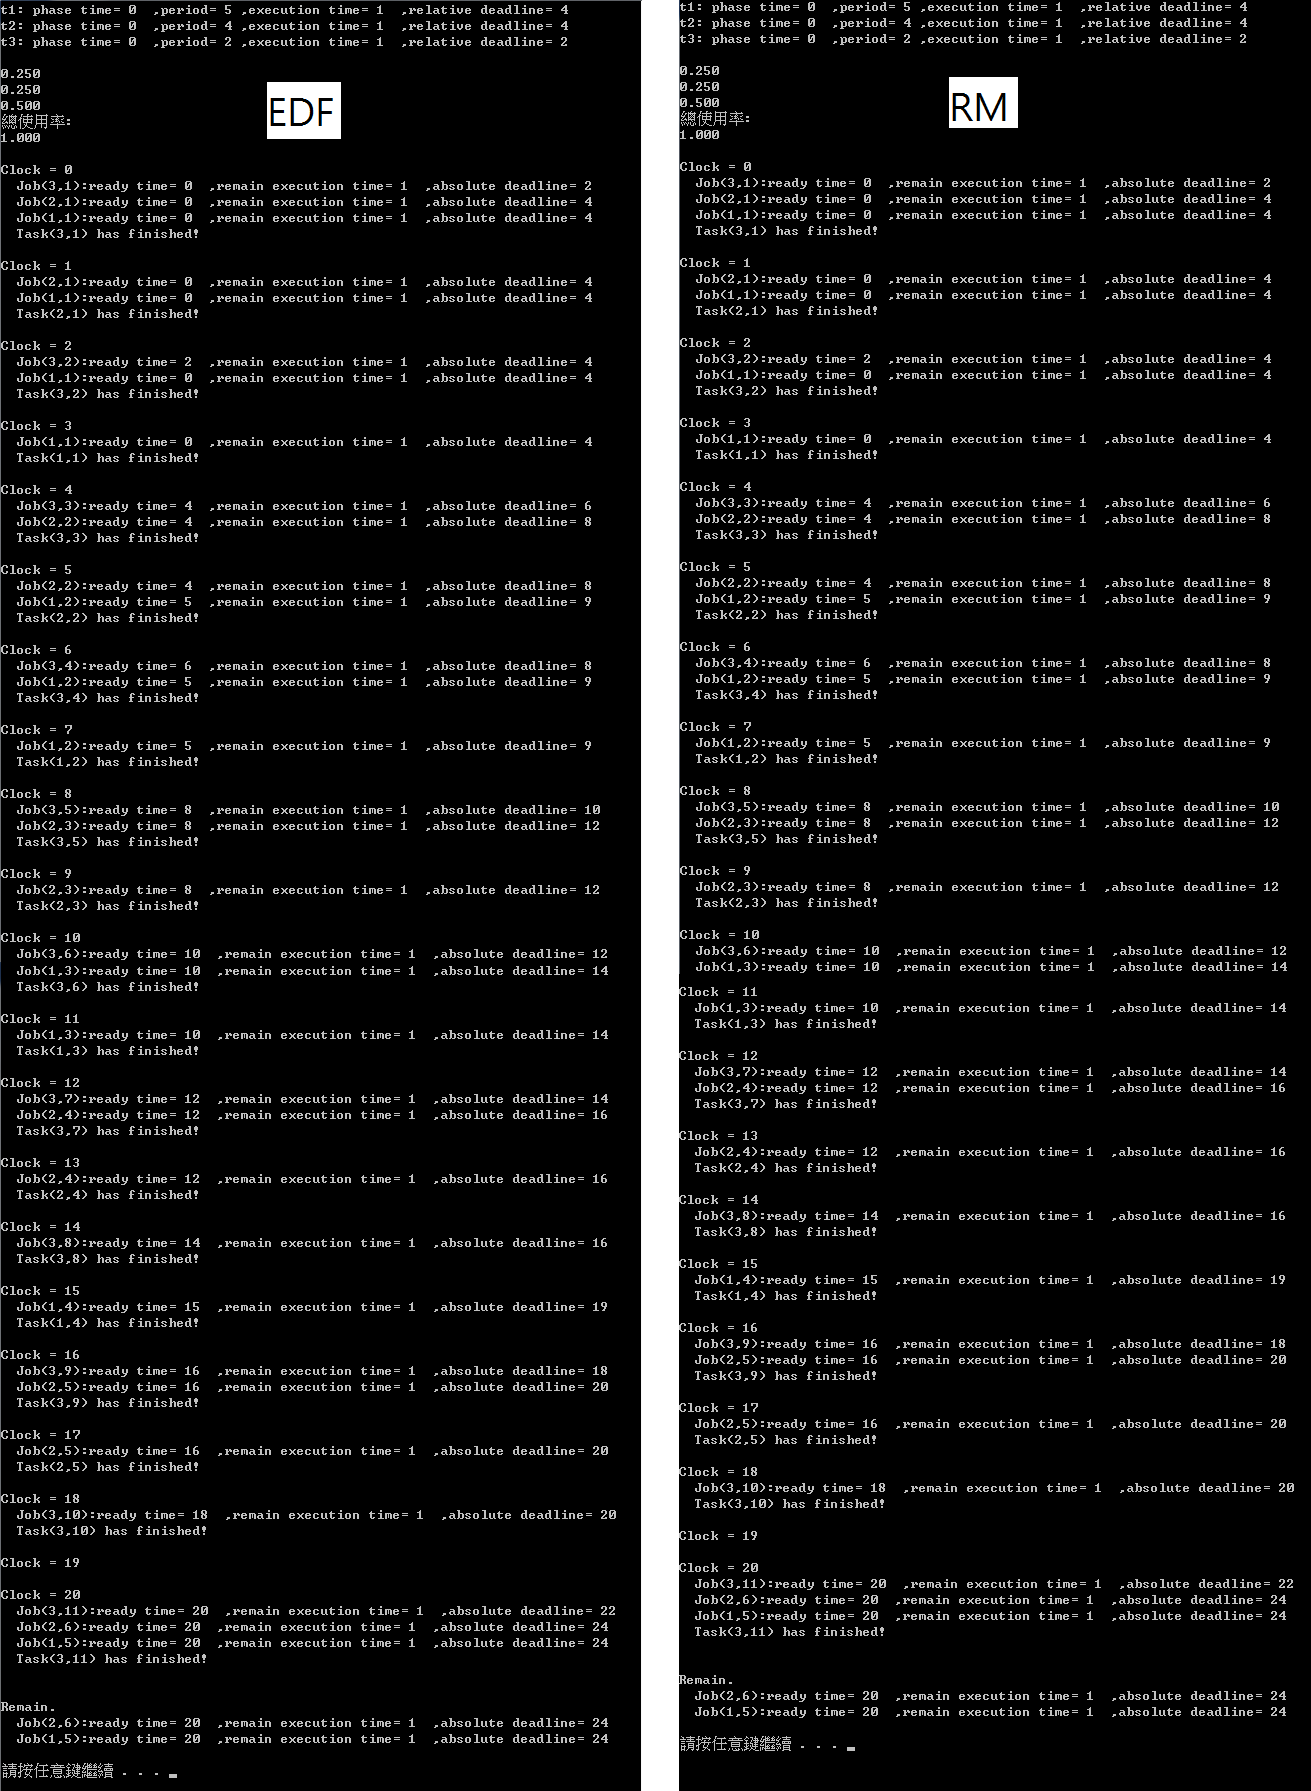 t1: phase time= 0  ,period= 5 ,execution time= 1  ,relative deadline= 4
t2: phase time= 0  ,period= 4 ,execution time= 1  ,relative deadline= 4
t3: phase time= 0  ,period= 2 ,execution time= 1  ,relative deadline= 2
0.250
0.250
0.500
總使用率:
1.000
EDF
Clock = 0
Job(3,1):ready time= 0  ,remain execution time= 1  ,absolute deadline= 2
Job(2,1):ready time= 0  ,remain execution time= 1  ,absolute deadline= 4
Job(1,1):ready time= 0  ,remain execution time= 1  ,absolute deadline= 4
Task(3,1) has finished!
Clock = 1
Job(2,1):ready time= 0  ,remain execution time= 1  ,absolute deadline= 4
Job(1,1):ready time= 0  ,remain execution time= 1  ,absolute deadline= 4
Task(2,1) has finished!
Clock = 2
Job(3,2):ready time= 2  ,remain execution time= 1  ,absolute deadline= 4
Job(1,1):ready time= 0  ,remain execution time= 1  ,absolute deadline= 4
Task(3,2) has finished!
Clock = 3
Job(1,1):ready time= 0  ,remain execution time= 1  ,absolute deadline= 4
Task(1,1) has finished!
Clock = 4
Job(3,3):ready time= 4  ,remain execution time= 1  ,absolute deadline= 6
Job(2,2):ready time= 4  ,remain execution time= 1  ,absolute deadline= 8
Task(3,3) has finished!
Clock = 5
Job(2,2):ready time= 4  ,remain execution time= 1  ,absolute deadline= 8
Job(1,2):ready time= 5  ,remain execution time= 1  ,absolute deadline= 9
Task(2,2) has finished!
Clock = 6
Job(3,4):ready time= 6  ,remain execution time= 1  ,absolute deadline= 8
Job(1,2):ready time= 5  ,remain execution time= 1  ,absolute deadline= 9
Task(3,4) has finished!
Clock = 7
Job(1,2):ready time= 5  ,remain execution time= 1  ,absolute deadline= 9
Task(1,2) has finished!
Clock = 8
Job(3,5):ready time= 8  ,remain execution time= 1  ,absolute deadline= 10
Job(2,3):ready time= 8  ,remain execution time= 1  ,absolute deadline= 12
Task(3,5) has finished!
Clock = 9
Job(2,3):ready time= 8  ,remain execution time= 1  ,absolute deadline= 12
Task(2,3) has finished!
Clock = 10
Job(3,6):ready time= 10  ,remain execution time= 1  ,absolute deadline= 12
Job(1,3):ready time= 10  ,remain execution time= 1  ,absolute deadline= 14
Task(3,6) has finished!
Clock = 11
Job(1,3):ready time= 10  ,remain execution time= 1  ,absolute deadline= 14
Task(1,3) has finished!
Clock = 12
Job(3,7):ready time= 12  ,remain execution time= 1  ,absolute deadline= 14
Job(2,4):ready time= 12  ,remain execution time= 1  ,absolute deadline= 16
Task(3,7) has finished!
Clock = 13
Job(2,4):ready time= 12  ,remain execution time= 1  ,absolute deadline= 16
Task(2,4) has finished!
Clock = 14
Job(3,8):ready time= 14  ,remain execution time= 1  ,absolute deadline= 16
Task(3,8) has finished!
Clock = 15
Job(1,4):ready time= 15  ,remain execution time= 1  ,absolute deadline= 19
Task(1,4) has finished!
Clock = 16
Job(3,9):ready time= 16  ,remain execution time= 1  ,absolute deadline= 18
Job(2,5):ready time= 16  ,remain execution time= 1  ,absolute deadline= 20
Task(3,9) has finished!
Clock = 17
Job(2,5):ready time= 16  ,remain execution time= 1  ,absolute deadline= 20
Task(2,5) has finished!
Clock = 18
Job(3,10):ready time= 18  ,remain execution time= 1  ,absolute deadline= 20
Task(3,10) has finished!
Clock = 19
Clock = 20
Job(3,11):ready time= 20  ,remain execution time= 1  ,absolute deadline= 22
Job(2,6):ready time= 20  ,remain execution time= 1  ,absolute deadline= 24
Job(1,5):ready time= 20  ,remain execution time= 1  ,absolute deadline= 24
Task(3,11) has finished!
Remain.
Job(2,6):ready time= 20  ,remain execution time= 1  ,absolute deadline= 24
Job(1,5):ready time= 20  ,remain execution time= 1  ,absolute deadline= 24
請按任意鍵繼續 . . . _
t1: phase time= 0  ,period= 5 ,execution time= 1  ,relative deadline= 4
t2: phase time= 0  ,period= 4 ,execution time= 1  ,relative deadline= 4
t3: phase time= 0  ,period= 2 ,execution time= 1  ,relative deadline= 2
0.250
0.250
0.500
總使用率:
1.000
RM
Clock = 0
Job(3,1):ready time= 0  ,remain execution time= 1  ,absolute deadline= 2
Job(2,1):ready time= 0  ,remain execution time= 1  ,absolute deadline= 4
Job(1,1):ready time= 0  ,remain execution time= 1  ,absolute deadline= 4
Task(3,1) has finished!
Clock = 1
Job(2,1):ready time= 0  ,remain execution time= 1  ,absolute deadline= 4
Job(1,1):ready time= 0  ,remain execution time= 1  ,absolute deadline= 4
Task(2,1) has finished!
Clock = 2
Job(3,2):ready time= 2  ,remain execution time= 1  ,absolute deadline= 4
Job(1,1):ready time= 0  ,remain execution time= 1  ,absolute deadline= 4
Task(3,2) has finished!
Clock = 3
Job(1,1):ready time= 0  ,remain execution time= 1  ,absolute deadline= 4
Task(1,1) has finished!
Clock = 4
Job(3,3):ready time= 4  ,remain execution time= 1  ,absolute deadline= 6
Job(2,2):ready time= 4  ,remain execution time= 1  ,absolute deadline= 8
Task(3,3) has finished!
Clock = 5
Job(2,2):ready time= 4  ,remain execution time= 1  ,absolute deadline= 8
Job(1,2):ready time= 5  ,remain execution time= 1  ,absolute deadline= 9
Task(2,2) has finished!
Clock = 6
Job(3,4):ready time= 6  ,remain execution time= 1  ,absolute deadline= 8
Job(1,2):ready time= 5  ,remain execution time= 1  ,absolute deadline= 9
Task(3,4) has finished!
Clock = 7
Job(1,2):ready time= 5  ,remain execution time= 1  ,absolute deadline= 9
Task(1,2) has finished!
Clock = 8
Job(3,5):ready time= 8  ,remain execution time= 1  ,absolute deadline= 10
Job(2,3):ready time= 8  ,remain execution time= 1  ,absolute deadline= 12
Task(3,5) has finished!
Clock = 9
Job(2,3):ready time= 8  ,remain execution time= 1  ,absolute deadline= 12
Task(2,3) has finished!
Clock = 10
Job(3,6):ready time= 10  ,remain execution time= 1  ,absolute deadline= 12
Job(1,3):ready time= 10  ,remain execution time= 1  ,absolute deadline= 14
Clock = 11
Job(1,3):ready time= 10  ,remain execution time= 1  ,absolute deadline= 14
Task(1,3) has finished!
Clock = 12
Job(3,7):ready time= 12  ,remain execution time= 1  ,absolute deadline= 14
Job(2,4):ready time= 12  ,remain execution time= 1  ,absolute deadline= 16
Task(3,7) has finished!
Clock = 13
Job(2,4):ready time= 12  ,remain execution time= 1  ,absolute deadline= 16
Task(2,4) has finished!
Clock = 14
Job(3,8):ready time= 14  ,remain execution time= 1  ,absolute deadline= 16
Task(3,8) has finished!
Clock = 15
Job(1,4):ready time= 15  ,remain execution time= 1  ,absolute deadline= 19
Task(1,4) has finished!
Clock = 16
Job(3,9):ready time= 16  ,remain execution time= 1  ,absolute deadline= 18
Job(2,5):ready time= 16  ,remain execution time= 1  ,absolute deadline= 20
Task(3,9) has finished!
Clock = 17
Job(2,5):ready time= 16  ,remain execution time= 1  ,absolute deadline= 20
Task(2,5) has finished!
Clock = 18
Job(3,10):ready time= 18  ,remain execution time= 1  ,absolute deadline= 20
Task(3,10) has finished!
Clock = 19
Clock = 20
Job(3,11):ready time= 20  ,remain execution time= 1  ,absolute deadline= 22
Job(2,6):ready time= 20  ,remain execution time= 1  ,absolute deadline= 24
Job(1,5):ready time= 20  ,remain execution time= 1  ,absolute deadline= 24
Task(3,11) has finished!
Remain.
Job(2,6):ready time= 20  ,remain execution time= 1  ,absolute deadline= 24
Job(1,5):ready time= 20  ,remain execution time= 1  ,absolute deadline= 24
請按任意鍵繼續 . . . _